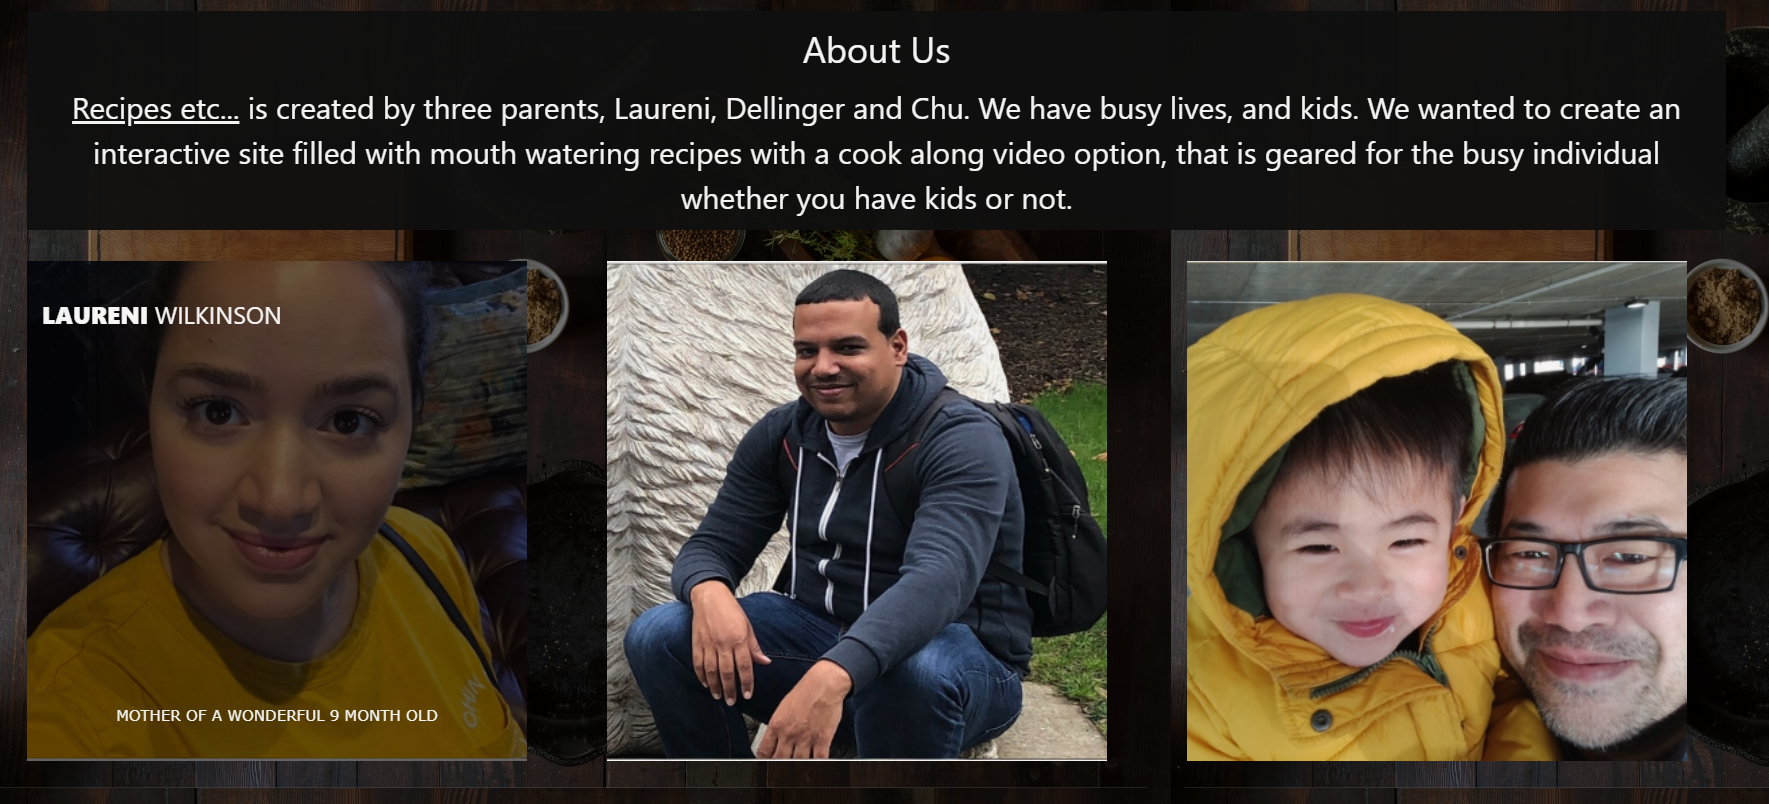 About Us
Recipes etc... is created by three parents, Laureni, Dellinger and Chu. We have busy lives, and kids. We wanted to create an
interactive site filled with mouth watering recipes with a cook along video option, that is geared for the busy individual
whether you have kids or not.
LAURENI WILKINSON
MOTHER OF A WONDERFUL 9 MONTH OLD